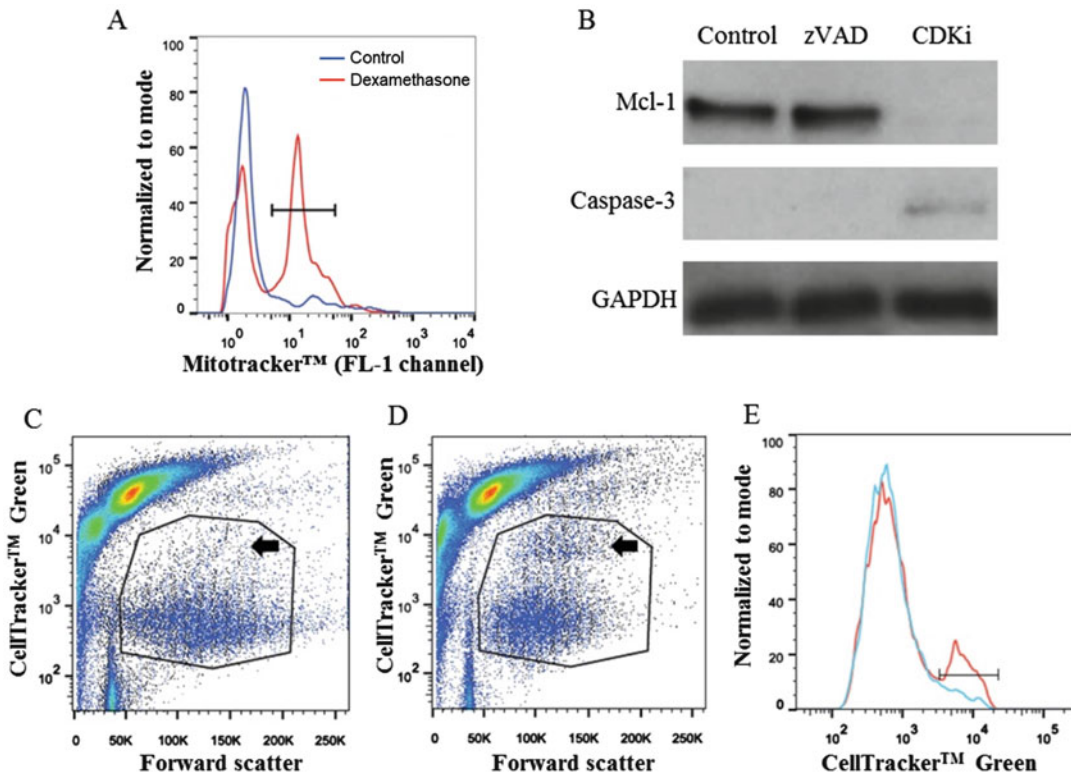 A
100
80
60
40
20
0
Control
Dexamethasone
Normalized to mode
10^0 10^1 10^2 10^3 10^4
Mitotracker™ (FL-1 channel)
B
Control zVAD CDKi
Mcl-1
Caspase-3
GAPDH
C
CellTracker™ Green
10^5
10^4
10^3
10^2
0K 50K 100K 150K 200K 250K
Forward scatter
D
CellTracker™ Green
10^5
10^4
10^3
10^2
0K 50K 100K 150K 200K 250K
Forward scatter
E
Normalized to mode
100
80
60
40
20
0
10^2 10^3 10^4 10^5
CellTracker™ Green